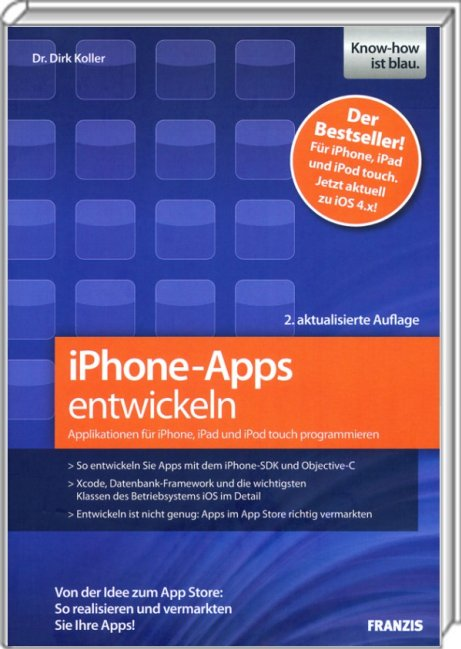 Dr. Dirk Koller
Know-how
ist blau.
Der
Bestseller!
Für iPhone, iPad
und iPod touch.
Jetzt aktuell
zu iOS 4.x!
2. aktualisierte Auflage
iPhone-Apps
entwickeln
Applikationen für iPhone, iPad und iPod touch programmieren
> So entwickeln Sie Apps mit dem iPhone-SDK und Objective-C
> Xcode, Datenbank-Framework und die wichtigsten
Klassen des Betriebsystems iOS im Detail
> Entwickeln ist nicht genug: Apps im App Store richtig vermarkten
Von der Idee zum App Store:
So realisieren und vermarkten
Sie Ihre Apps!
FRANZIS